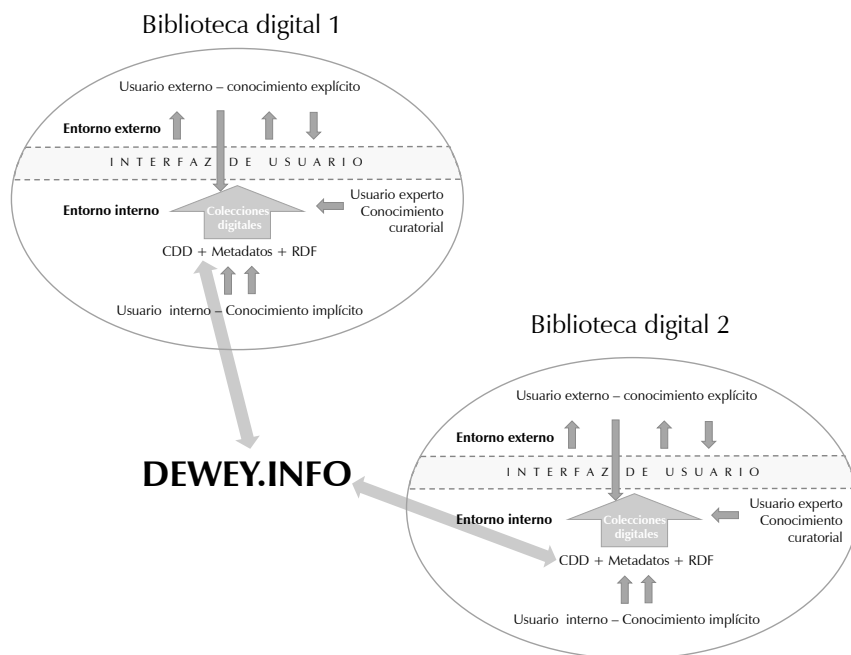 Biblioteca digital 1
Usuario externo – conocimiento explícito
Entorno externo
INTERFAZ DE USUARIO
Entorno interno
Colecciones
digitales
Usuario experto
Conocimiento
curatorial
CDD + Metadatos + RDF
Usuario interno – Conocimiento implícito
DEWEY.INFO
Biblioteca digital 2
Usuario externo – conocimiento explícito
Entorno externo
INTERFAZ DE USUARIO
Entorno interno
Colecciones
digitales
Usuario experto
Conocimiento
curatorial
CDD + Metadatos + RDF
Usuario interno – Conocimiento implícito